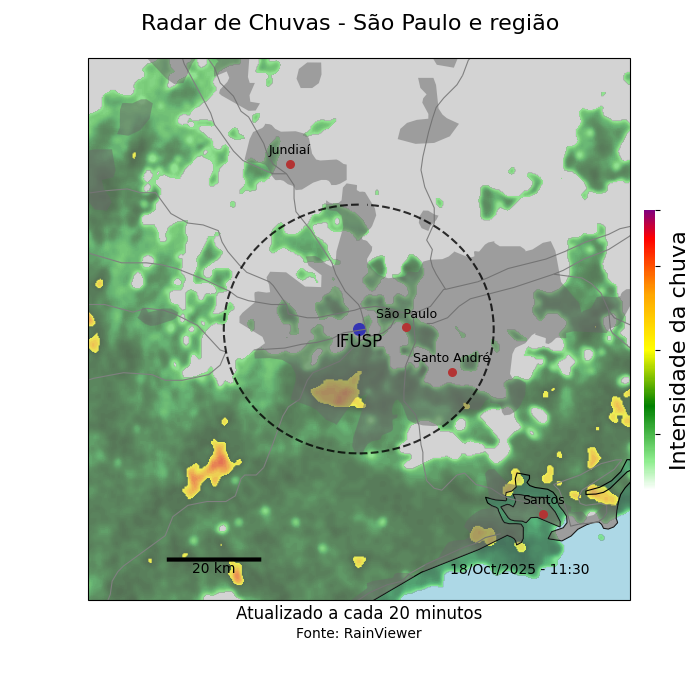 Radar de Chuvas - São Paulo e região
Jundiaí
São Paulo
IFUSP
Santo André
Santos
20 km
18/Oct/2025 - 11:30
Intensidade da chuva
Atualizado a cada 20 minutos
Fonte: RainViewer